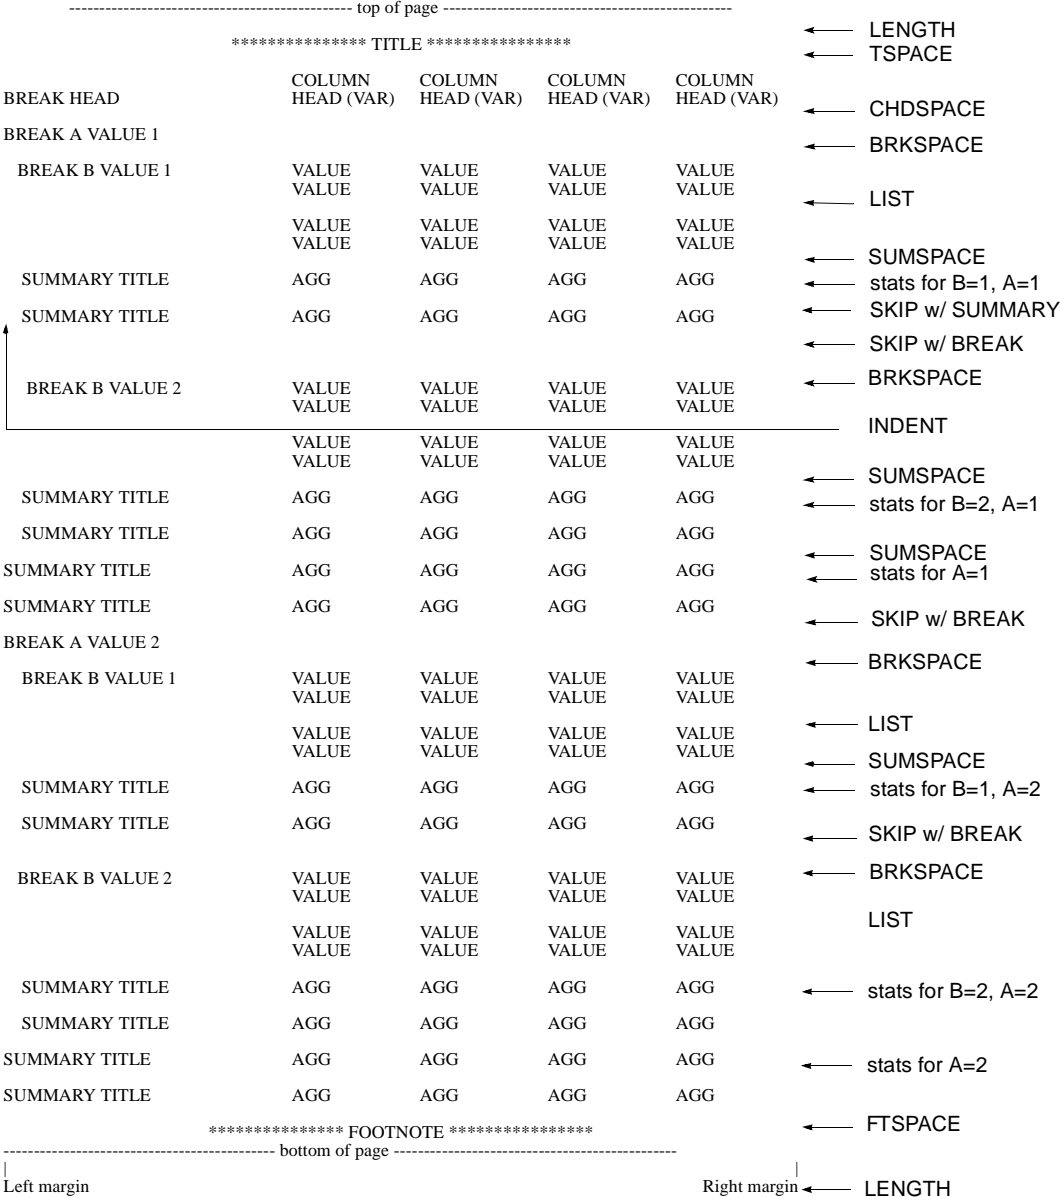 ----------------------------------------------- top of page ------------------------------------------------
LENGTH
*************** TITLE ****************
TSPACE
COLUMN COLUMN COLUMN COLUMN
BREAK HEAD HEAD (VAR) HEAD (VAR) HEAD (VAR) HEAD (VAR)
CHDSPACE
BREAK A VALUE 1
BRKSPACE
BREAK B VALUE 1 VALUE VALUE VALUE VALUE
VALUE VALUE VALUE VALUE
LIST
VALUE VALUE VALUE VALUE
VALUE VALUE VALUE VALUE
SUMSPACE
SUMMARY TITLE AGG AGG AGG AGG stats for B=1, A=1
SKIP w/ SUMMARY
SUMMARY TITLE AGG AGG AGG AGG
SKIP w/ BREAK
BRKSPACE
BREAK B VALUE 2 VALUE VALUE VALUE VALUE
VALUE VALUE VALUE VALUE
INDENT
VALUE VALUE VALUE VALUE
VALUE VALUE VALUE VALUE
SUMSPACE
SUMMARY TITLE AGG AGG AGG AGG
stats for B=2, A=1
SUMMARY TITLE AGG AGG AGG AGG
SUMSPACE
SUMMARY TITLE AGG AGG AGG AGG stats for A=1
SUMMARY TITLE AGG AGG AGG AGG
SKIP w/ BREAK
BREAK A VALUE 2
BRKSPACE
BREAK B VALUE 1 VALUE VALUE VALUE VALUE
VALUE VALUE VALUE VALUE
LIST
VALUE VALUE VALUE VALUE
VALUE VALUE VALUE VALUE
SUMSPACE
SUMMARY TITLE AGG AGG AGG AGG stats for B=1, A=2
SUMMARY TITLE AGG AGG AGG AGG
SKIP w/ BREAK
BRKSPACE
BREAK B VALUE 2 VALUE VALUE VALUE VALUE
VALUE VALUE VALUE VALUE
LIST
VALUE VALUE VALUE VALUE
VALUE VALUE VALUE VALUE
SUMMARY TITLE AGG AGG AGG AGG stats for B=2, A=2
SUMMARY TITLE AGG AGG AGG AGG
SUMMARY TITLE AGG AGG AGG AGG stats for A=2
SUMMARY TITLE AGG AGG AGG AGG
FTSPACE
*************** FOOTNOTE ****************
--------------------------------------------- bottom of page -----------------------------------------------
| |
Left margin Right margin LENGTH